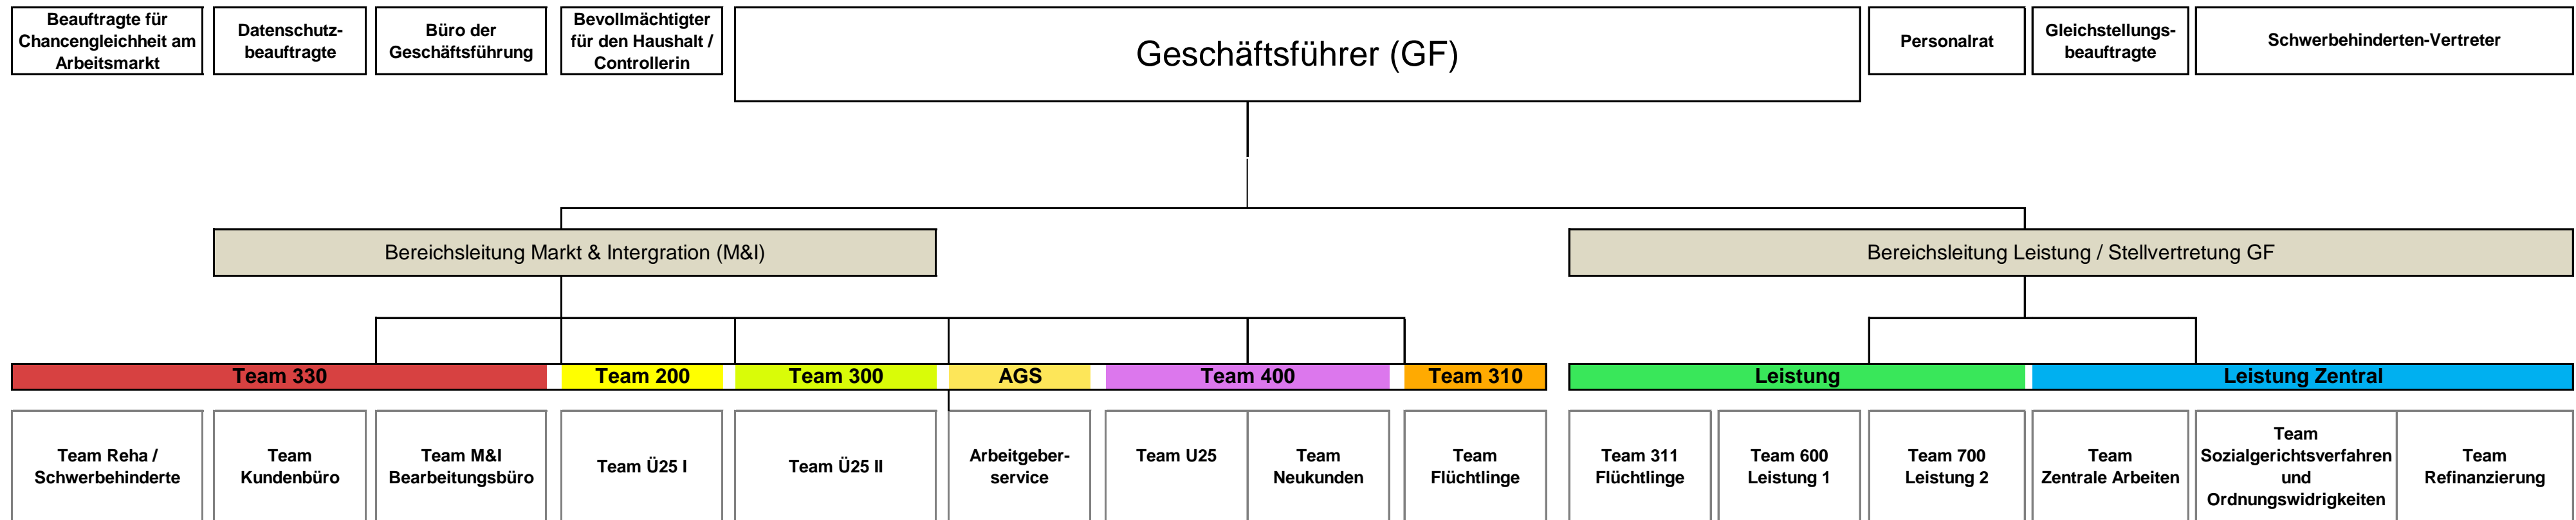 Beauftragte für
Chancengleichheit am
Arbeitsmarkt
Datenschutz-
beauftragte
Büro der
Geschäftsführung
Bevollmächtigter
für den Haushalt /
Controllerin
Geschäftsführer (GF)
Personalrat
Gleichstellungs-
beauftragte
Schwerbehinderten-Vertreter
Bereichsleitung Markt & Intergration (M&I)
Bereichsleitung Leistung / Stellvertretung GF
Team 330
Team 200
Team 300
AGS
Team 400
Team 310
Leistung
Leistung Zentral
Team Reha /
Schwerbehinderte
Team
Kundenbüro
Team M&I
Bearbeitungsbüro
Team Ü25 I
Team Ü25 II
Arbeitgeber-
service
Team U25
Team
Neukunden
Team
Flüchtlinge
Team 311
Flüchtlinge
Team 600
Leistung 1
Team 700
Leistung 2
Team
Zentrale Arbeiten
Team
Sozialgerichtsverfahren
und
Ordnungswidrigkeiten
Team
Refinanzierung